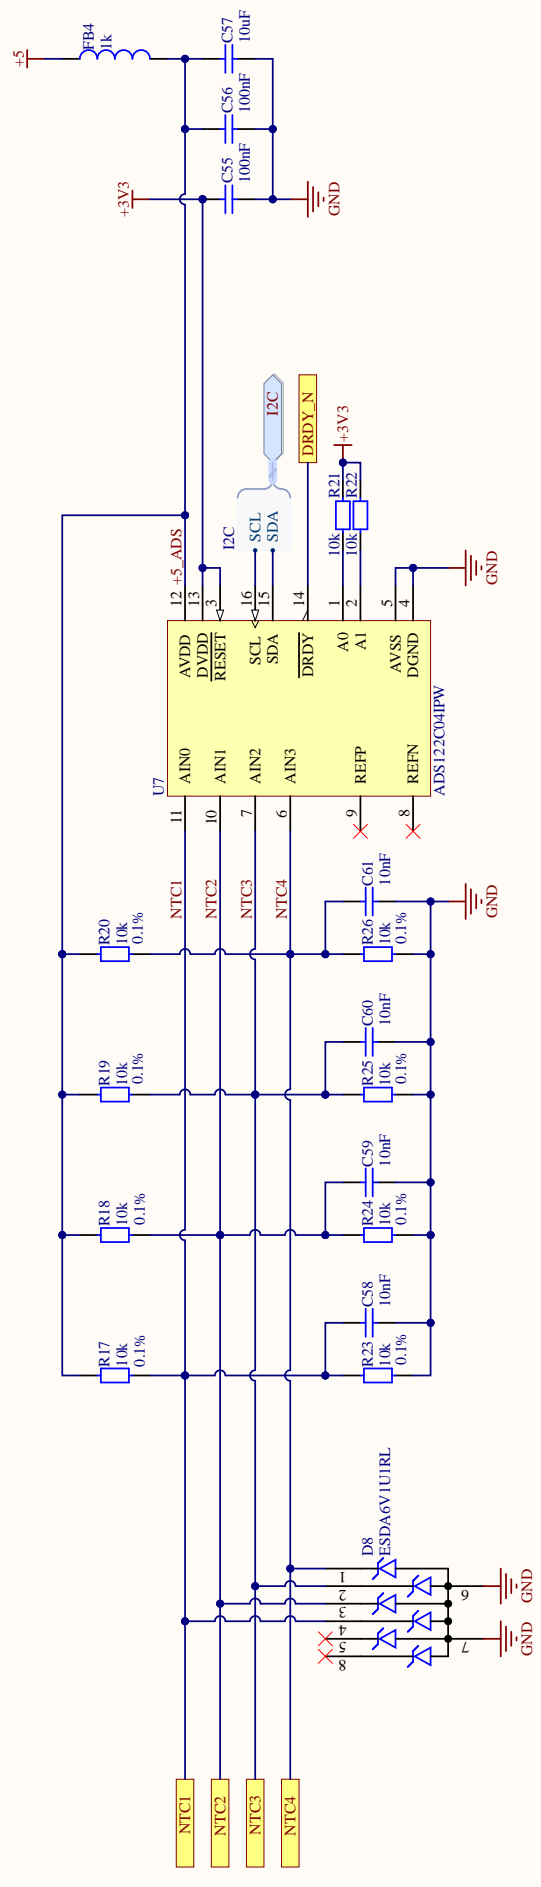 +5
FB4
1k
C57
10uF
C56
100nF
C55
100nF
+3V3
GND
I2C
DRDY_N
I2C
SCL
SDA
+3V3
R21
R22
10k
10k
GND
+5_ADS
12
13
3
16
15
14
1
2
5
4
AVDD
DVDD
RESET
SCL
SDA
DRDY
A0
A1
AVSS
DGND
U7
AIN0
AIN1
AIN2
AIN3
REFP
REFN
ADS122C04IPW
11
10
7
6
9
8
NTC1
NTC2
NTC3
NTC4
R20
10k
0.1%
C61
10nF
R26
10k
0.1%
GND
R19
10k
0.1%
C60
10nF
R25
10k
0.1%
R18
10k
0.1%
C59
10nF
R24
10k
0.1%
R17
10k
0.1%
C58
10nF
R23
10k
0.1%
D8
ESDA6V1U1RL
1
2
3
4
5
8
6
7
GND
GND
NTC1
NTC2
NTC3
NTC4